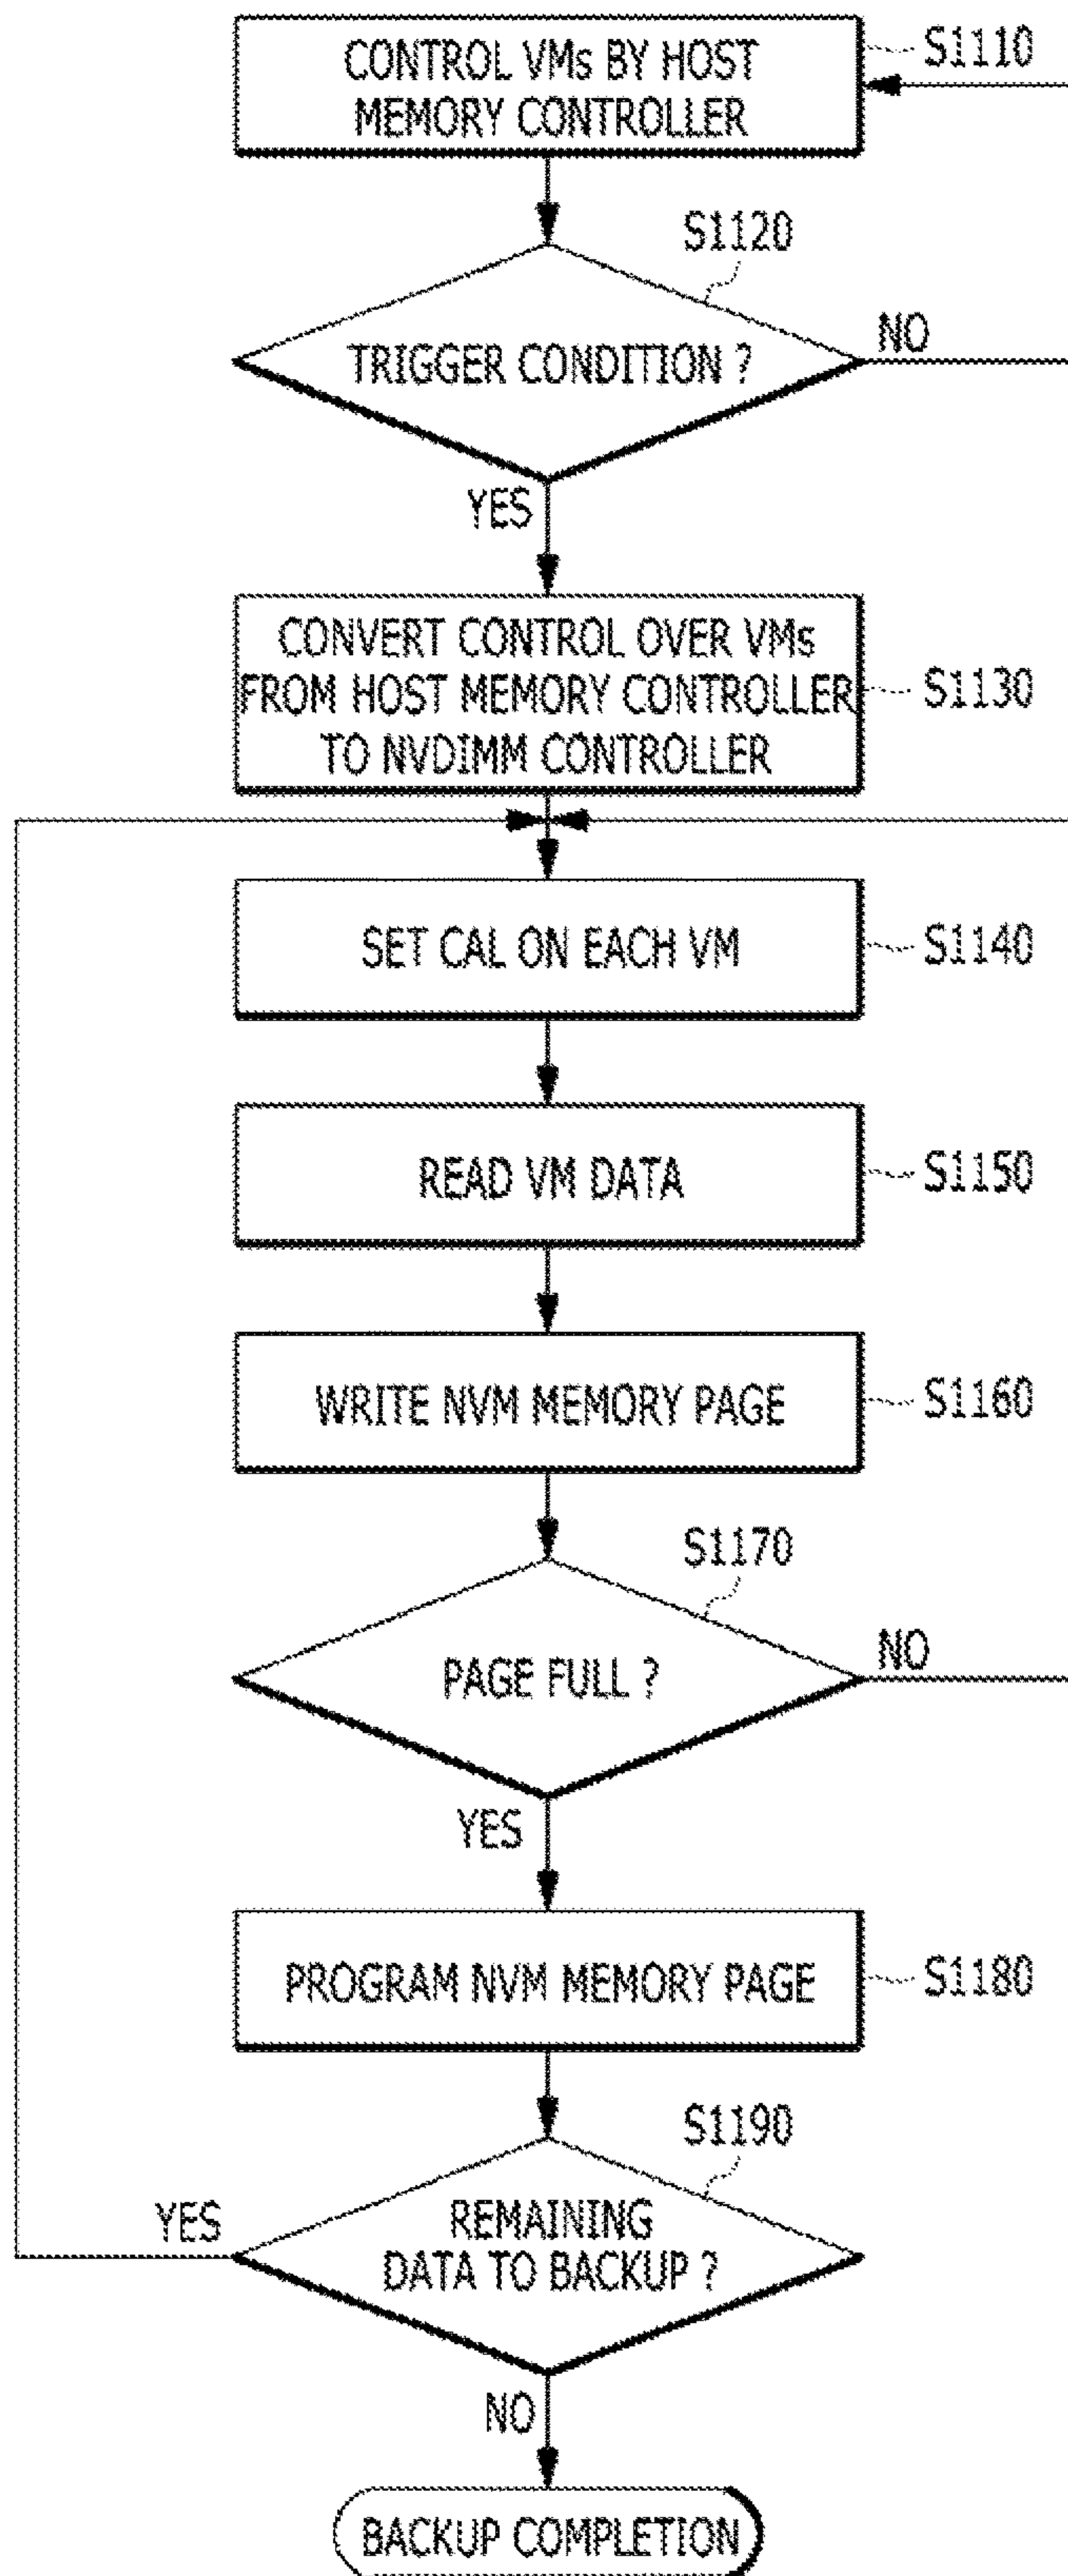 CONTROL VMs BY HOST
MEMORY CONTROLLER
S1110
S1120
TRIGGER CONDITION ?
NO
YES
CONVERT CONTROL OVER VMs
FROM HOST MEMORY CONTROLLER
TO NVDIMM CONTROLLER
S1130
SET CAL ON EACH VM
S1140
READ VM DATA
S1150
WRITE NVM MEMORY PAGE
S1160
S1170
PAGE FULL ?
NO
YES
PROGRAM NVM MEMORY PAGE
S1180
S1190
YES
REMAINING
DATA TO BACKUP ?
NO
BACKUP COMPLETION